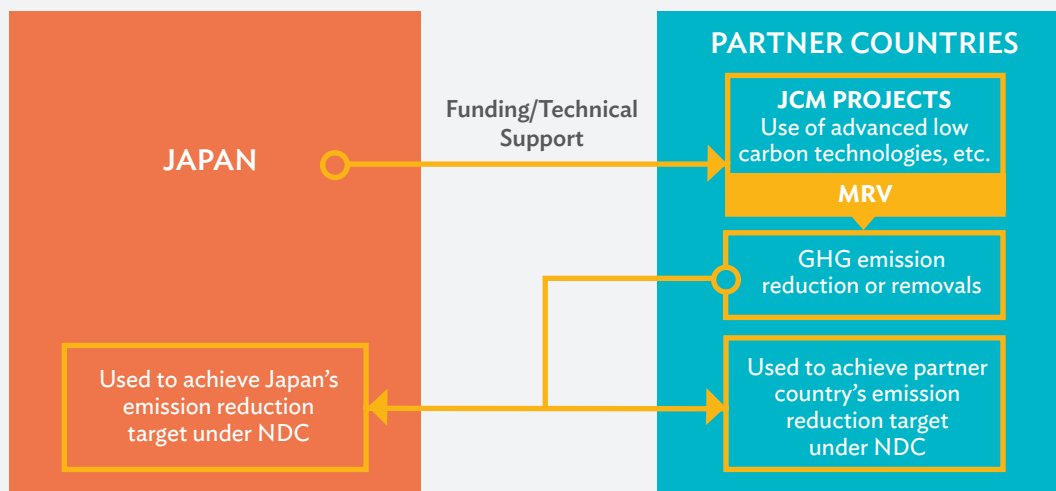 PARTNER COUNTRIES
JCM PROJECTS
Use of advanced low
carbon technologies, etc.
MRV
Funding/Technical
Support
JAPAN
GHG emission
reduction or removals
Used to achieve Japan’s
emission reduction
target under NDC
Used to achieve partner
country’s emission
reduction target
under NDC